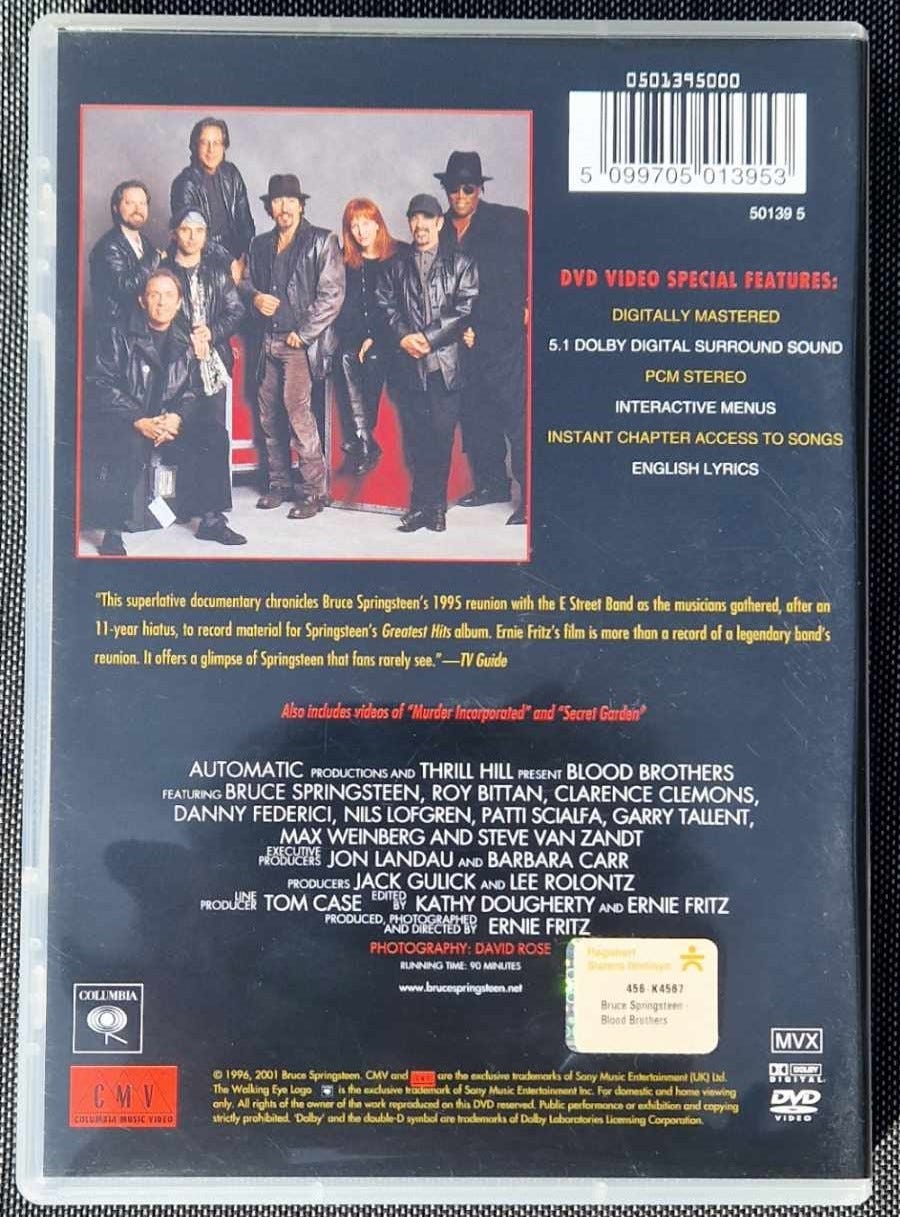 0501395000
5 099705 013953
50139 5
DVD VIDEO SPECIAL FEATURES:
DIGITALLY MASTERED
5.1 DOLBY DIGITAL SURROUND SOUND
PCM STEREO
INTERACTIVE MENUS
INSTANT CHAPTER ACCESS TO SONGS
ENGLISH LYRICS
"This superlative documentary chronicles Bruce Springsteen's 1995 reunion with the E Street Band as the musicians gathered, after an
11-year hiatus, to record material for Springsteen's Greatest Hits album. Ernie Fritz's film is more than a record of a legendary band's
reunion. It offers a glimpse of Springsteen that fans rarely see."—TV Guide
Also includes videos of "Murder Incorporated" and "Secret Garden"
AUTOMATIC PRODUCTIONS AND THRILL HILL PRESENT BLOOD BROTHERS
FEATURING BRUCE SPRINGSTEEN, ROY BITTAN, CLARENCE CLEMONS,
DANNY FEDERICI, NILS LOFGREN, PATTI SCIALFA, GARRY TALLENT,
MAX WEINBERG AND STEVE VAN ZANDT
EXECUTIVE PRODUCERS JON LANDAU AND BARBARA CARR
PRODUCERS JACK GULICK AND LEE ROLONTZ
LINE PRODUCER TOM CASE EDITED BY KATHY DOUGHERTY AND ERNIE FRITZ
PRODUCED, PHOTOGRAPHED AND DIRECTED BY ERNIE FRITZ
PHOTOGRAPHY: DAVID ROSE
RUNNING TIME: 90 MINUTES
www.brucespringsteen.net
Statens filmtilsyn
456-K4567
Bruce Springsteen
Blood Brothers
COLUMBIA
CMV
COLUMBIA MUSIC VIDEO
MVX
DOLBY
DIGITAL
DVD
VIDEO
© 1996, 2001 Bruce Springsteen. CMV and CMV are the exclusive trademarks of Sony Music Entertainment (UK) Ltd.
The Walking Eye Logo is the exclusive trademark of Sony Music Entertainment Inc. For domestic and home viewing
only. All rights of the owner of the work reproduced on this DVD reserved. Public performance or exhibition and copying
strictly prohibited. 'Dolby' and the double-D symbol are trademarks of Dolby Laboratories Licensing Corporation.